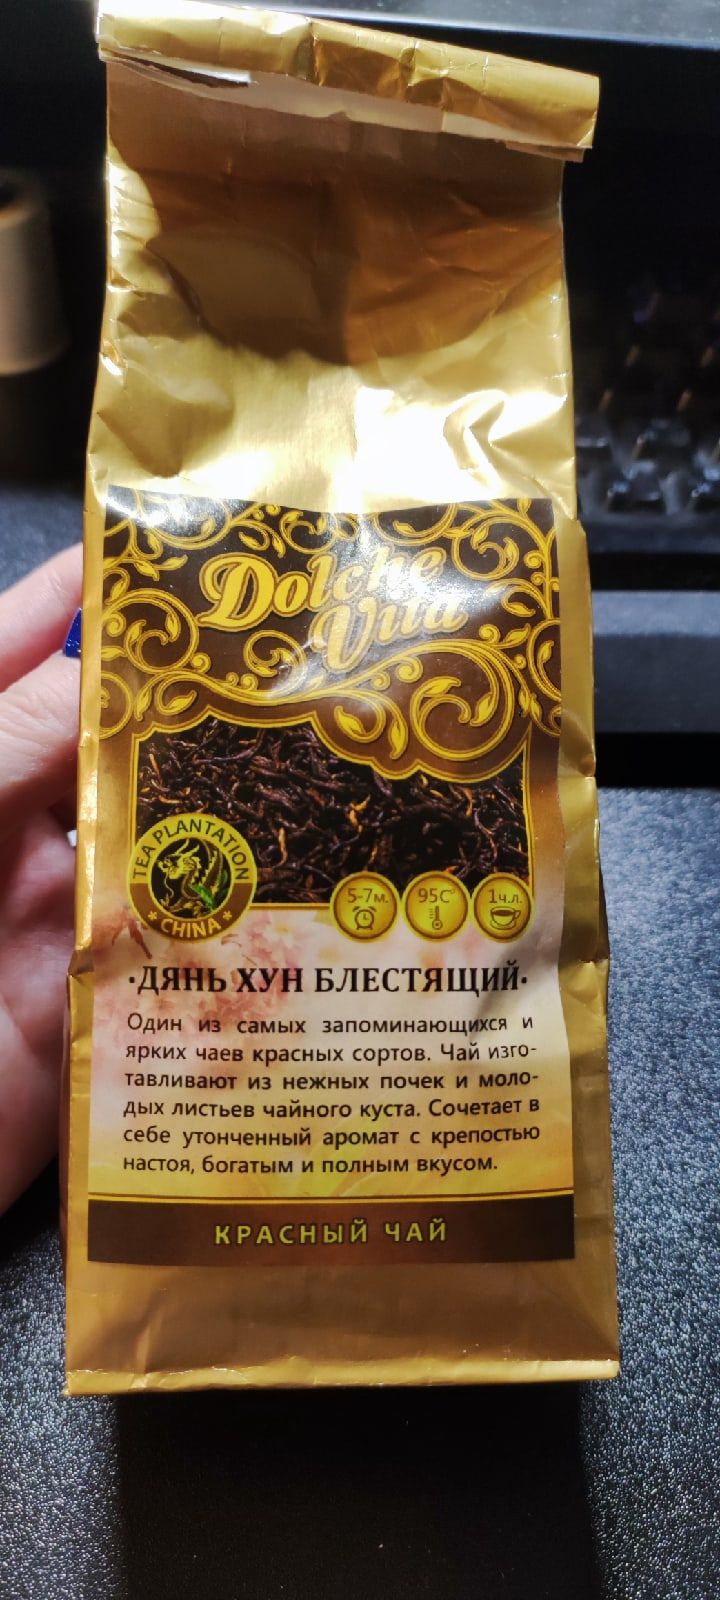 Dolche
Vita
TEA PLANTATION
* CHINA *
5-7м.
95C°
1ч.л.
·ДЯНЬ ХУН БЛЕСТЯЩИЙ·
Один из самых запоминающихся и
ярких чаев красных сортов. Чай изго-
тавливают из нежных почек и моло-
дых листьев чайного куста. Сочетает в
себе утонченный аромат с крепостью
настоя, богатым и полным вкусом.
КРАСНЫЙ ЧАЙ